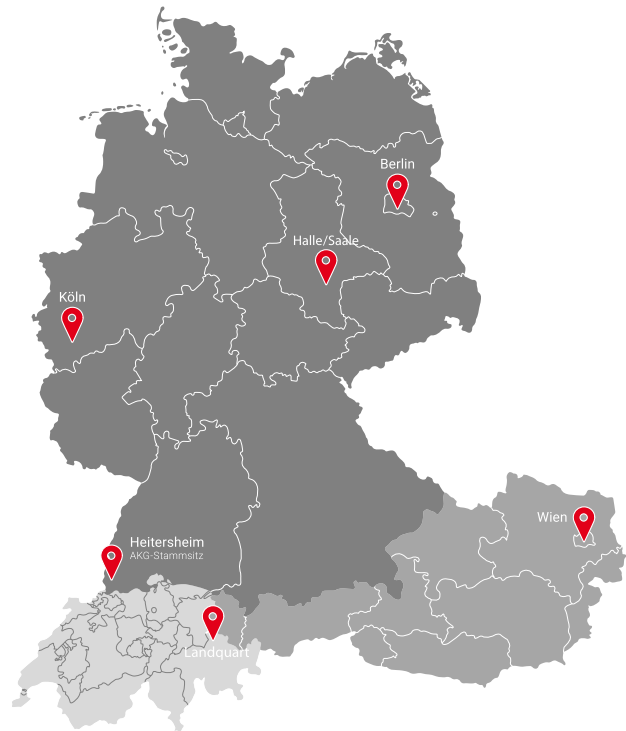 Berlin
Halle/Saale
Köln
Wien
Heitersheim
AKG-Stammsitz
Landquart